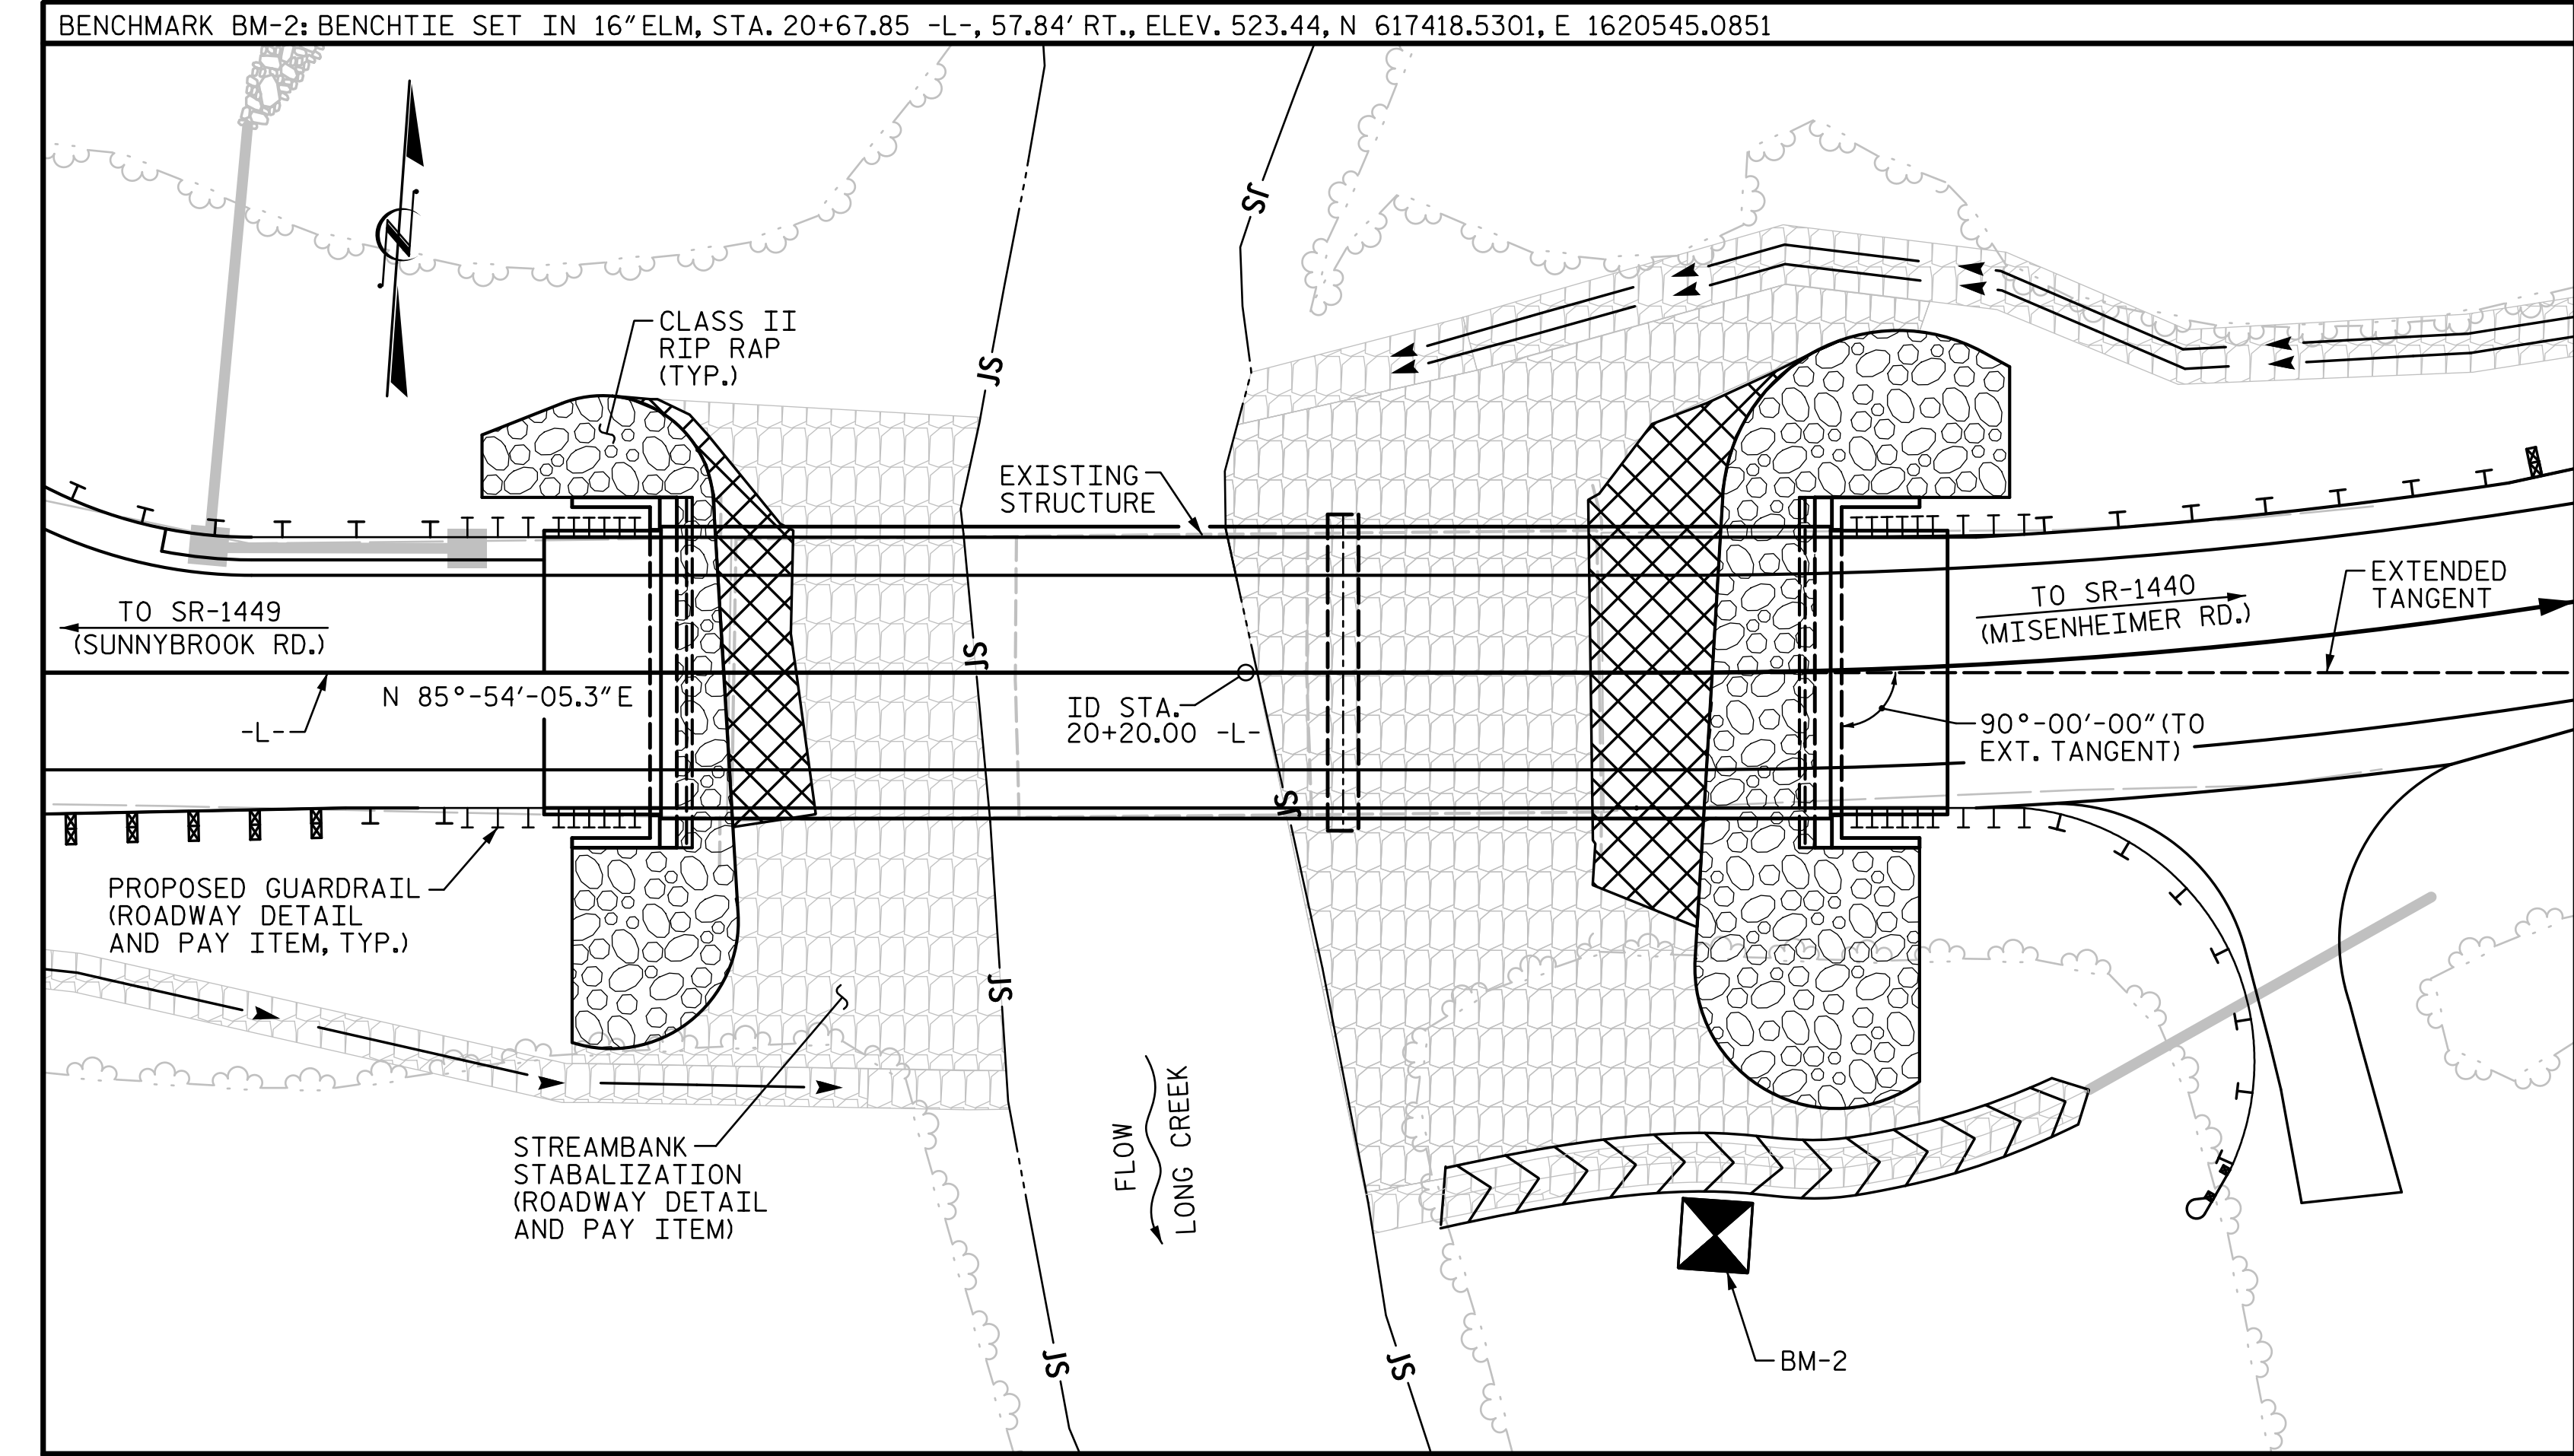 BENCHMARK BM-2: BENCHTIE SET IN 16" ELM, STA. 20+67.85 -L-, 57.84' RT., ELEV. 523.44, N 617418.5301, E 1620545.0851
N
CLASS II
RIP RAP
(TYP.)
JS
JS
EXISTING
STRUCTURE
TO SR-1449
(SUNNYBROOK RD.)
N 85°-54'-05.3" E
-L-
JS
ID STA.
20+20.00 -L-
JS
TO SR-1440
(MISENHEIMER RD.)
EXTENDED
TANGENT
90°-00'-00" (TO
EXT. TANGENT)
PROPOSED GUARDRAIL
(ROADWAY DETAIL
AND PAY ITEM, TYP.)
JS
STREAMBANK
STABALIZATION
(ROADWAY DETAIL
AND PAY ITEM)
FLOW
LONG CREEK
JS
JS
BM-2